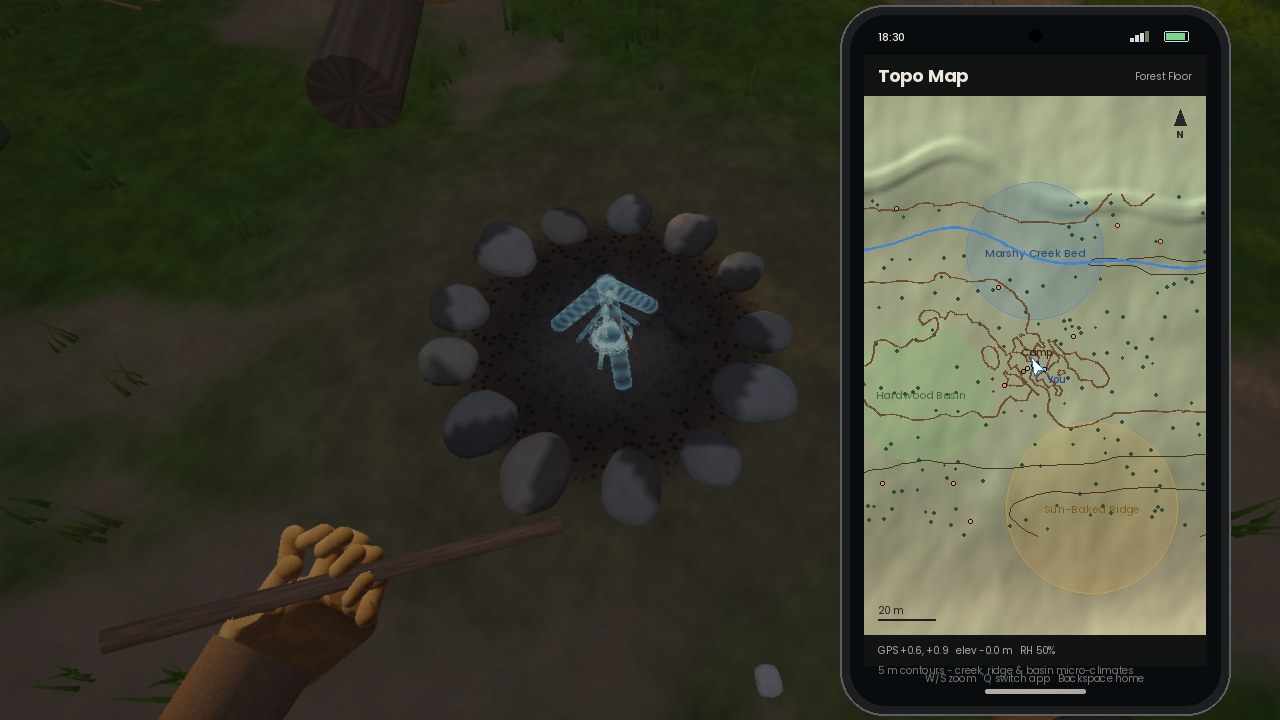 18:30
Topo Map
Forest Floor
N
Marshy Creek Bed
Camp
You
Hardwood Basin
Sun-Baked Ridge
20 m
GPS +0.6, +0.9 elev -0.0 m RH 50%
5 m contours - creek, ridge & basin micro-climates
W/S zoom Q switch app Backspace home